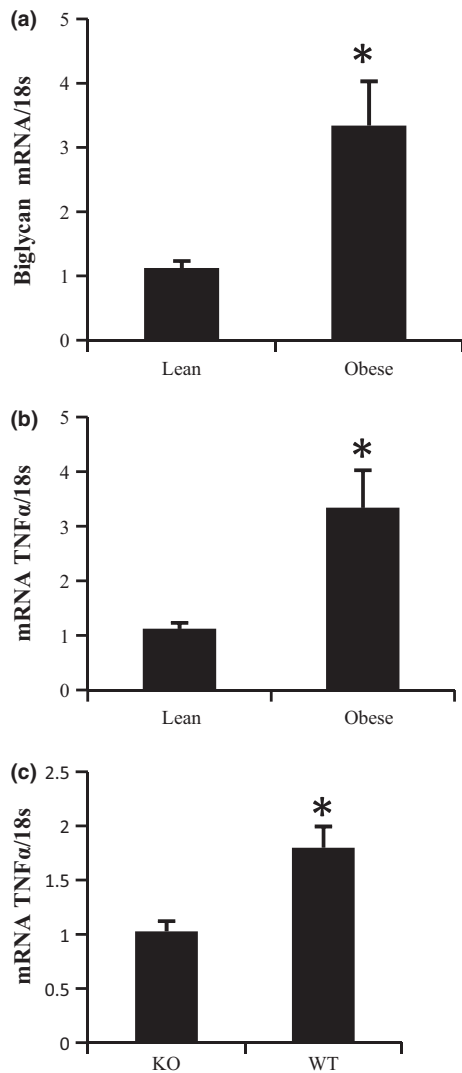 (a)
Biglycan mRNA/18s
5
4
3
2
1
0
*
Lean Obese
(b)
mRNA TNFα/18s
5
4
3
2
1
0
*
Lean Obese
(c)
mRNA TNFα/18s
2.5
2
1.5
1
0.5
0
*
KO WT